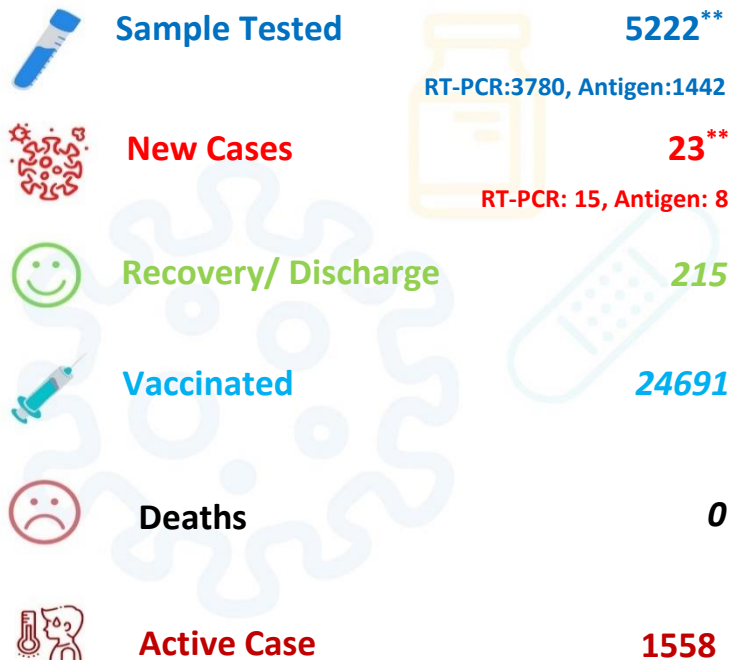 Sample Tested 5222**
RT-PCR:3780, Antigen:1442
New Cases 23**
RT-PCR: 15, Antigen: 8
Recovery/ Discharge 215
Vaccinated 24691
Deaths 0
Active Case 1558